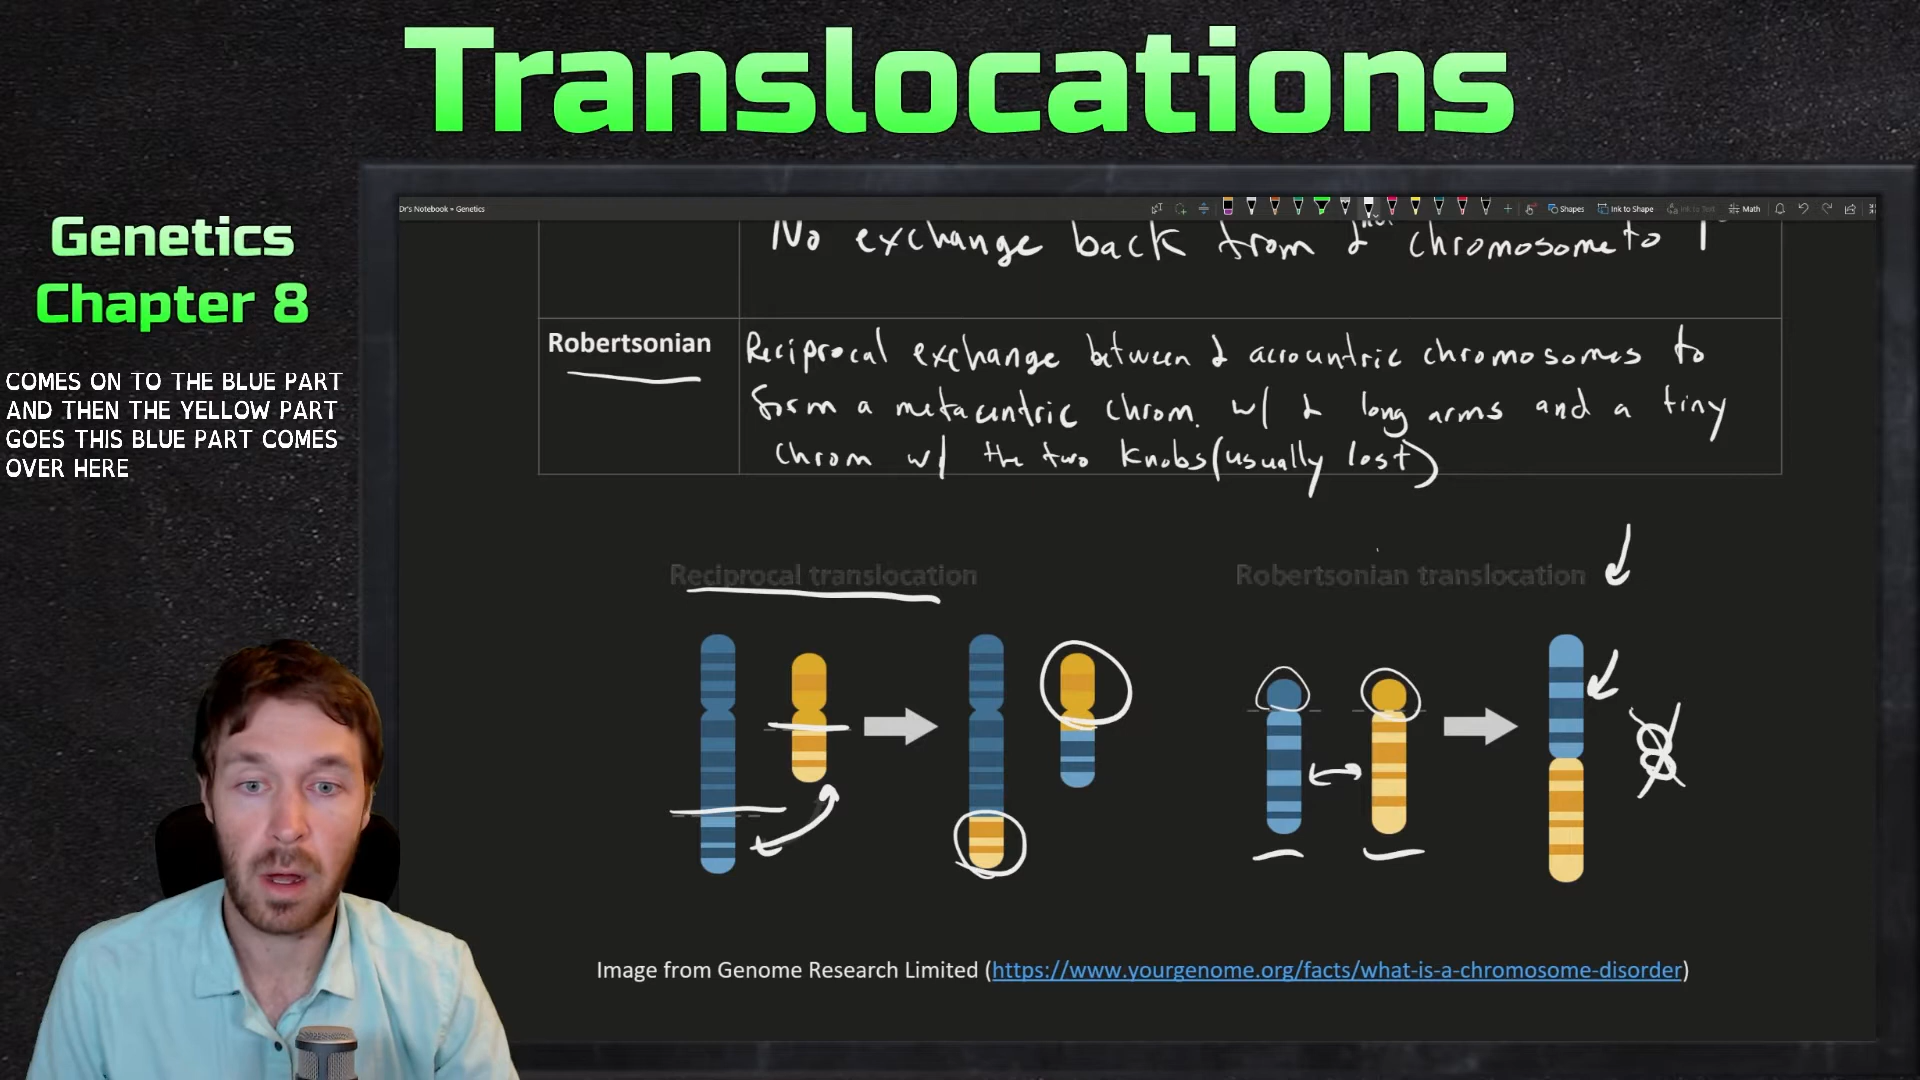 Translocations
Genetics
Chapter 8
COMES ON TO THE BLUE PART
AND THEN THE YELLOW PART
GOES THIS BLUE PART COMES
OVER HERE
Dr's Notebook » Genetics
Shapes
Ink to Shape
Ink to Text
Math
No exchange back from 2nd chromosome to 1
Robertsonian
Reciprocal exchange between 2 acrocentric chromosomes to
form a metacentric chrom. w/ 2 long arms and a tiny
chrom w/ the two knobs (usually lost)
Reciprocal translocation
Robertsonian translocation
Image from Genome Research Limited (https://www.yourgenome.org/facts/what-is-a-chromosome-disorder)